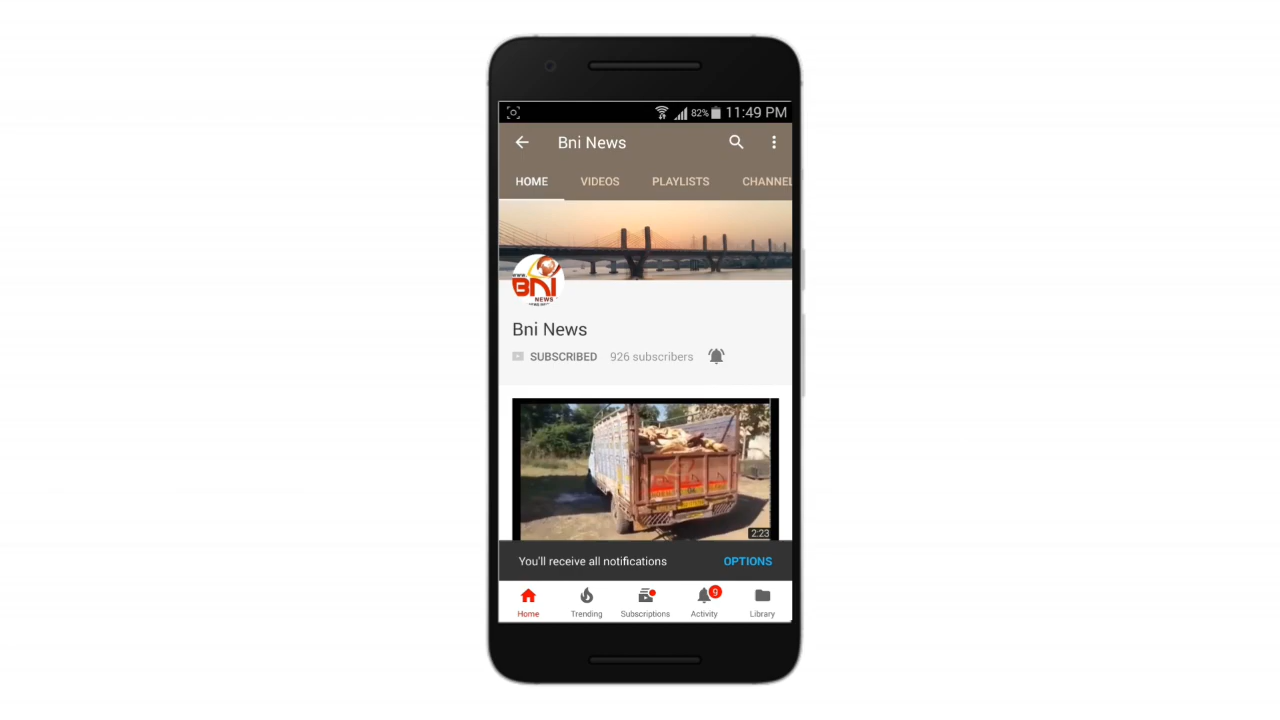 82% 11:49 PM
Bni News
HOME VIDEOS PLAYLISTS CHANNEL
www.
BNI
NEWS
Bni News
SUBSCRIBED 926 subscribers
2:23
You'll receive all notifications OPTIONS
9
Home Trending Subscriptions Activity Library